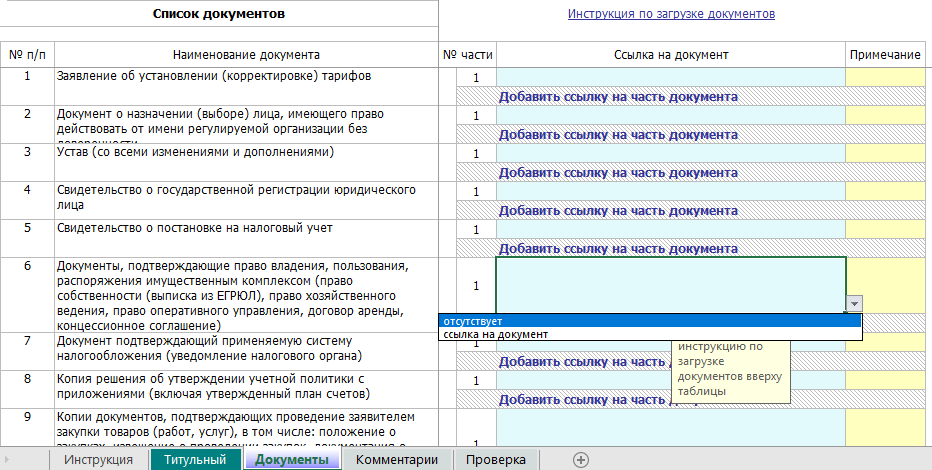 Список документов
Инструкция по загрузке документов
№ п/п Наименование документа № части Ссылка на документ Примечание
1 Заявление об установлении (корректировке) тарифов 1
Добавить ссылку на часть документа
2 Документ о назначении (выборе) лица, имеющего право 1
действовать от имени регулируемой организации без
доверенности
Добавить ссылку на часть документа
3 Устав (со всеми изменениями и дополнениями) 1
Добавить ссылку на часть документа
4 Свидетельство о государственной регистрации юридического 1
лица
Добавить ссылку на часть документа
5 Свидетельство о постановке на налоговый учет 1
Добавить ссылку на часть документа
6 Документы, подтверждающие право владения, пользования,
распоряжения имущественным комплексом (право
собственности (выписка из ЕГРЮЛ), право хозяйственного 1
ведения, право оперативного управления, договор аренды,
концессионное соглашение)
отсутствует
ссылка на документ
7 Документ подтверждающий применяемую систему 1
налогообложения (уведомление налогового органа)
Добавить ссылку на часть д
инструкцию по
загрузке
документов вверху
таблицы
8 Копия решения об утверждении учетной политики с 1
приложениями (включая утвержденный план счетов)
Добавить ссылку на часть документа
9 Копии документов, подтверждающих проведение заявителем
закупки товаров (работ, услуг), в том числе: положение о
закупках, извещение о проведении закупок, документация о 1
Инструкция Титульный Документы Комментарии Проверка